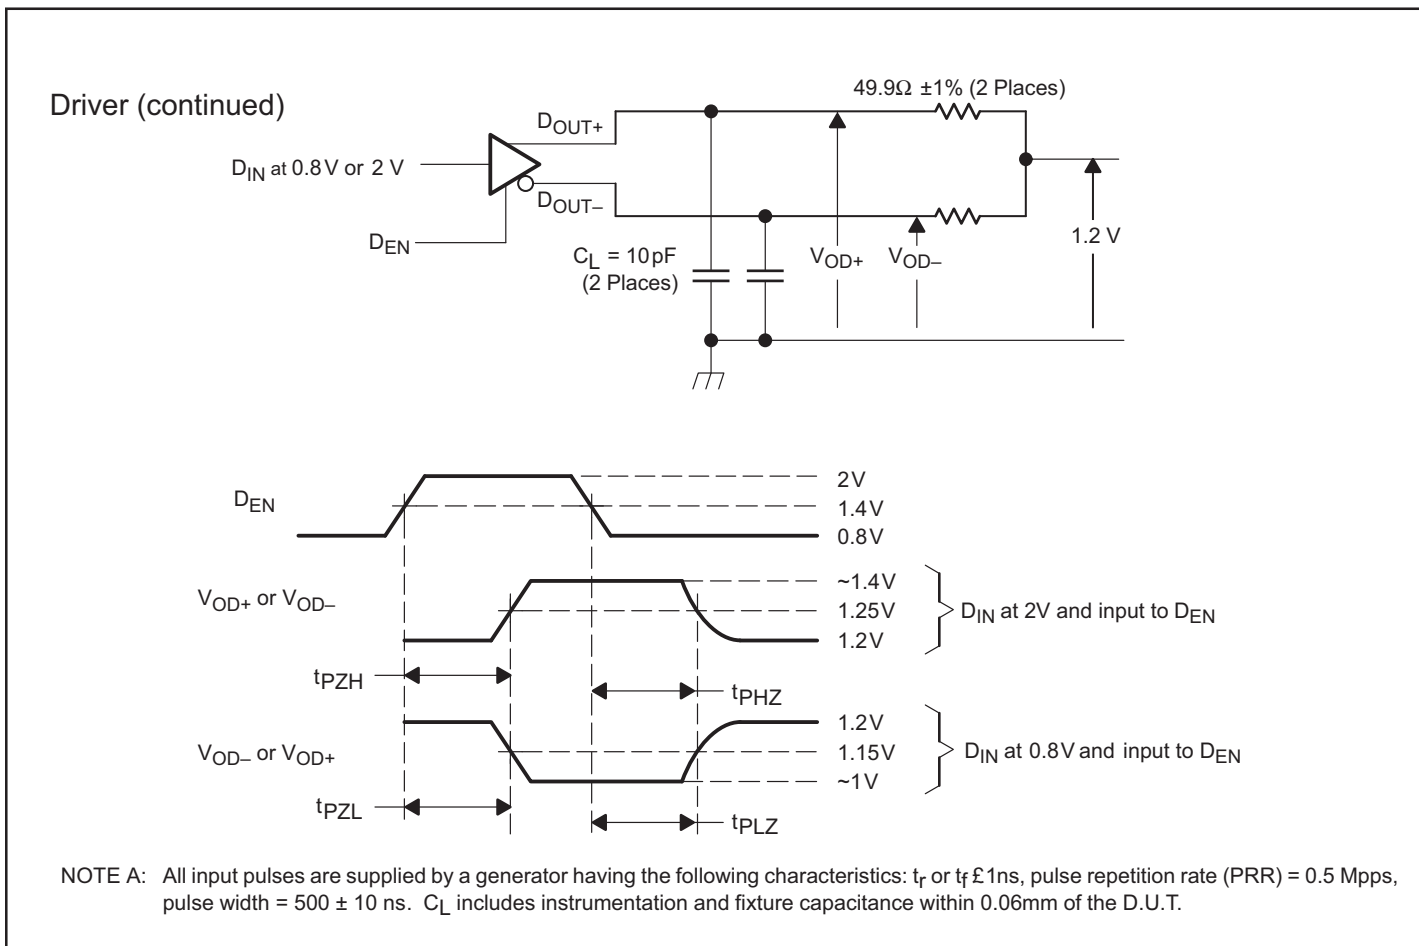 Driver (continued)
49.9Ω ±1% (2 Places)
DOUT+
DIN at 0.8V or 2 V
DOUT–
DEN
CL = 10pF
(2 Places)
VOD+
VOD–
1.2 V
DEN
2V
1.4V
0.8V
VOD+ or VOD–
~1.4V
1.25V
1.2V
DIN at 2V and input to DEN
tPZH
tPHZ
VOD– or VOD+
1.2V
1.15V
~1V
DIN at 0.8V and input to DEN
tPZL
tPLZ
NOTE A: All input pulses are supplied by a generator having the following characteristics: tr or tf £1ns, pulse repetition rate (PRR) = 0.5 Mpps,
pulse width = 500 ± 10 ns. CL includes instrumentation and fixture capacitance within 0.06mm of the D.U.T.